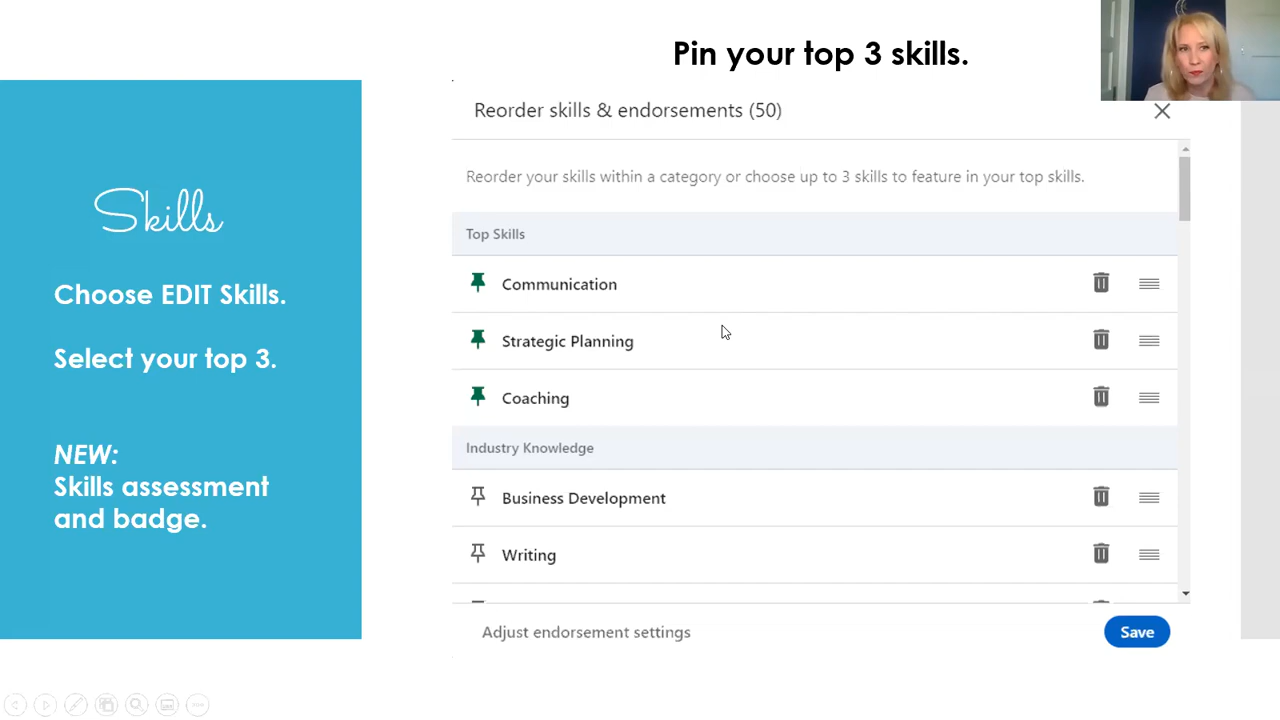 Pin your top 3 skills.
Reorder skills & endorsements (50)
Reorder your skills within a category or choose up to 3 skills to feature in your top skills.
Top Skills
Communication
Strategic Planning
Coaching
Industry Knowledge
Business Development
Writing
Adjust endorsement settings
Save
Skills
Choose EDIT Skills.
Select your top 3.
NEW:
Skills assessment
and badge.